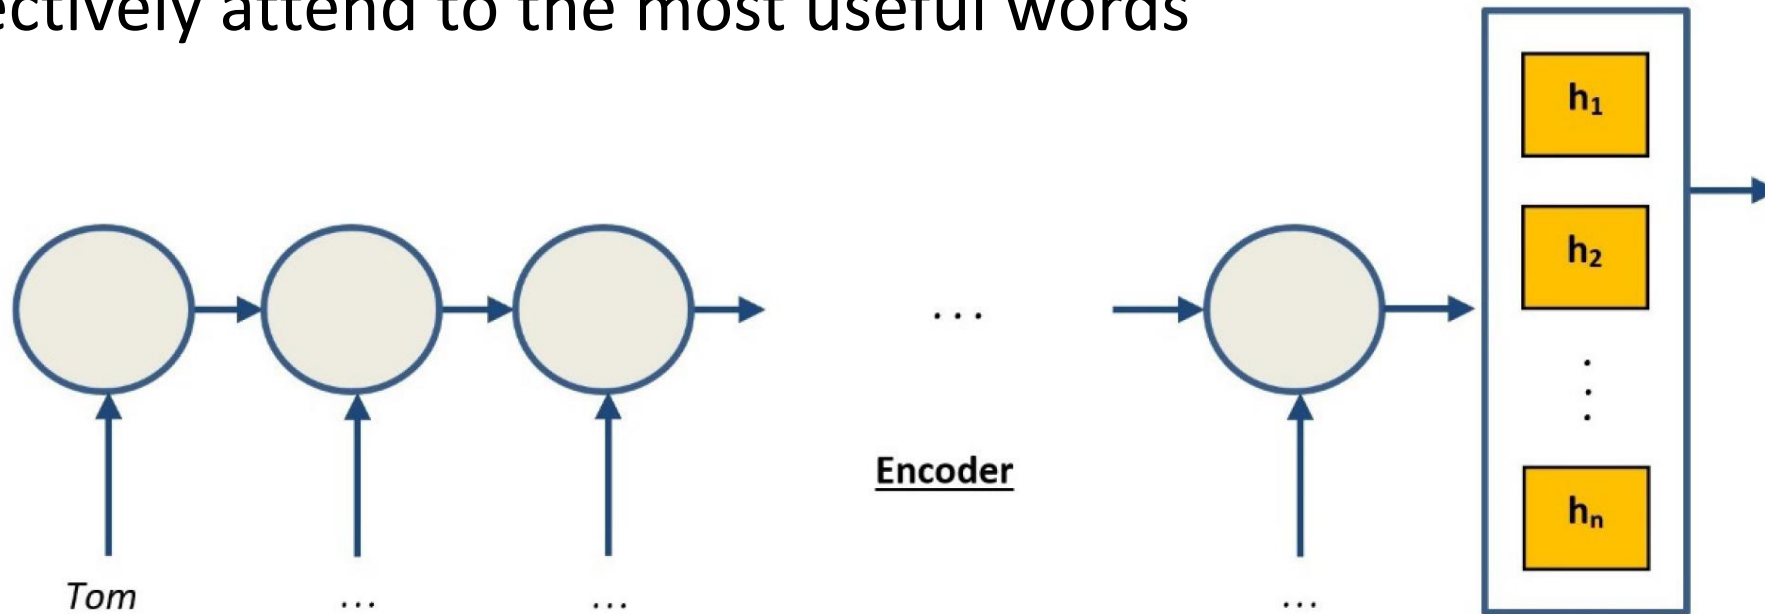 ectively attend to the most useful words
h₁
h₂
...
. . .
Encoder
hₙ
Tom ... ... ...